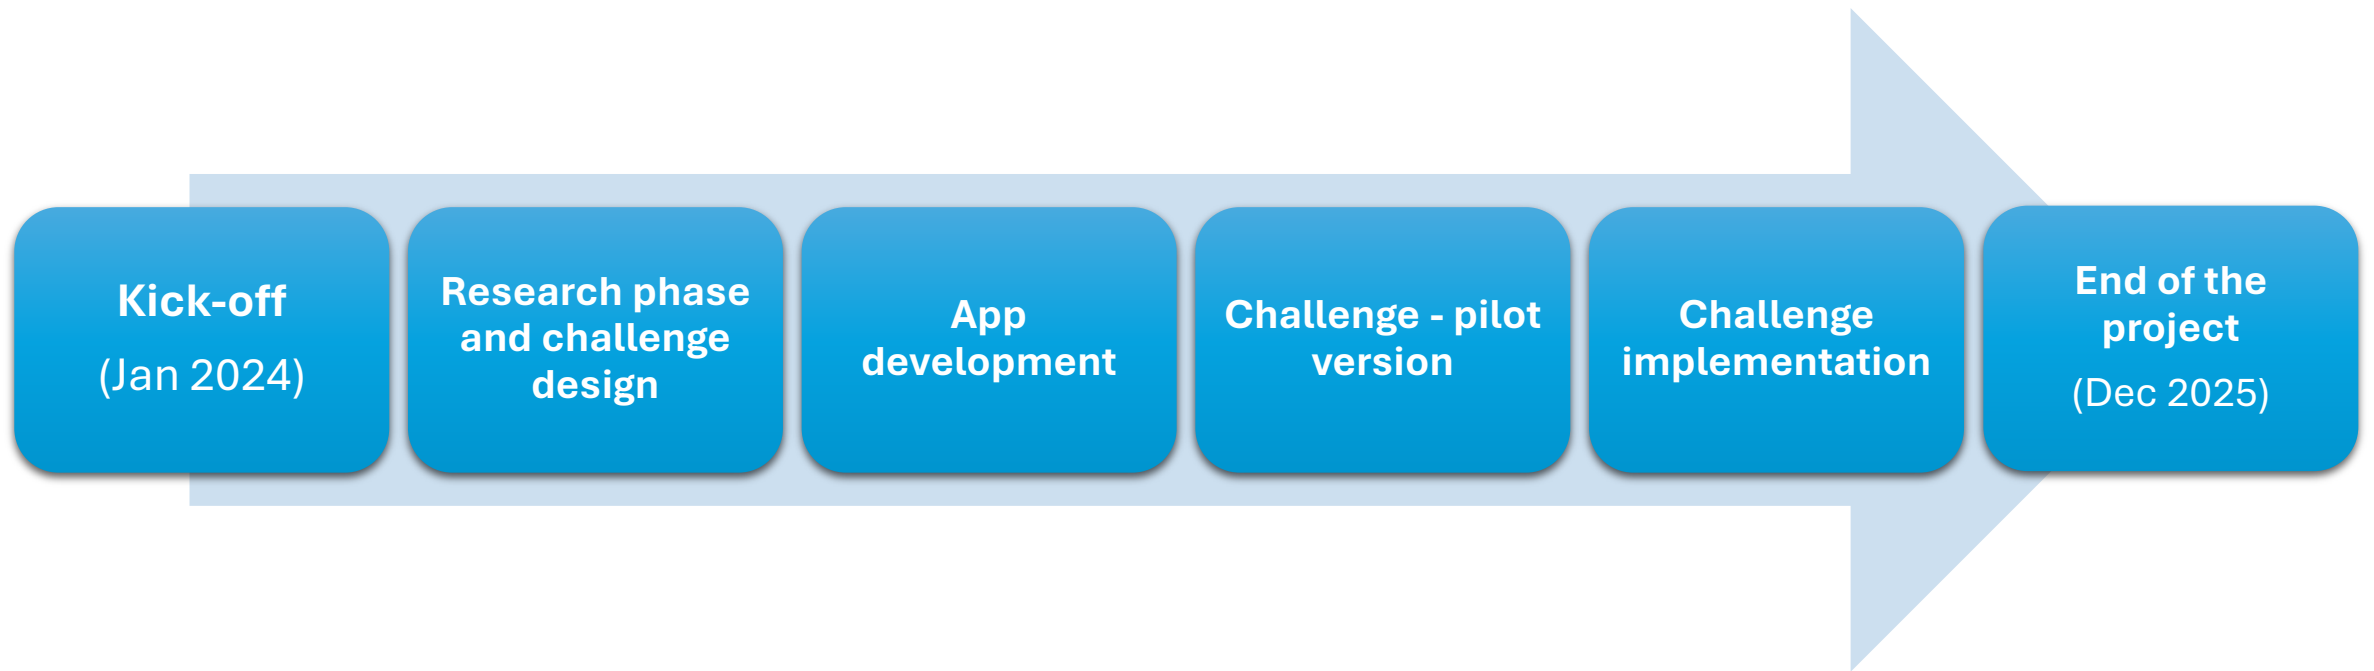 Kick-off
(Jan 2024)
Research phase
and challenge
design
App
development
Challenge - pilot
version
Challenge
implementation
End of the
project
(Dec 2025)